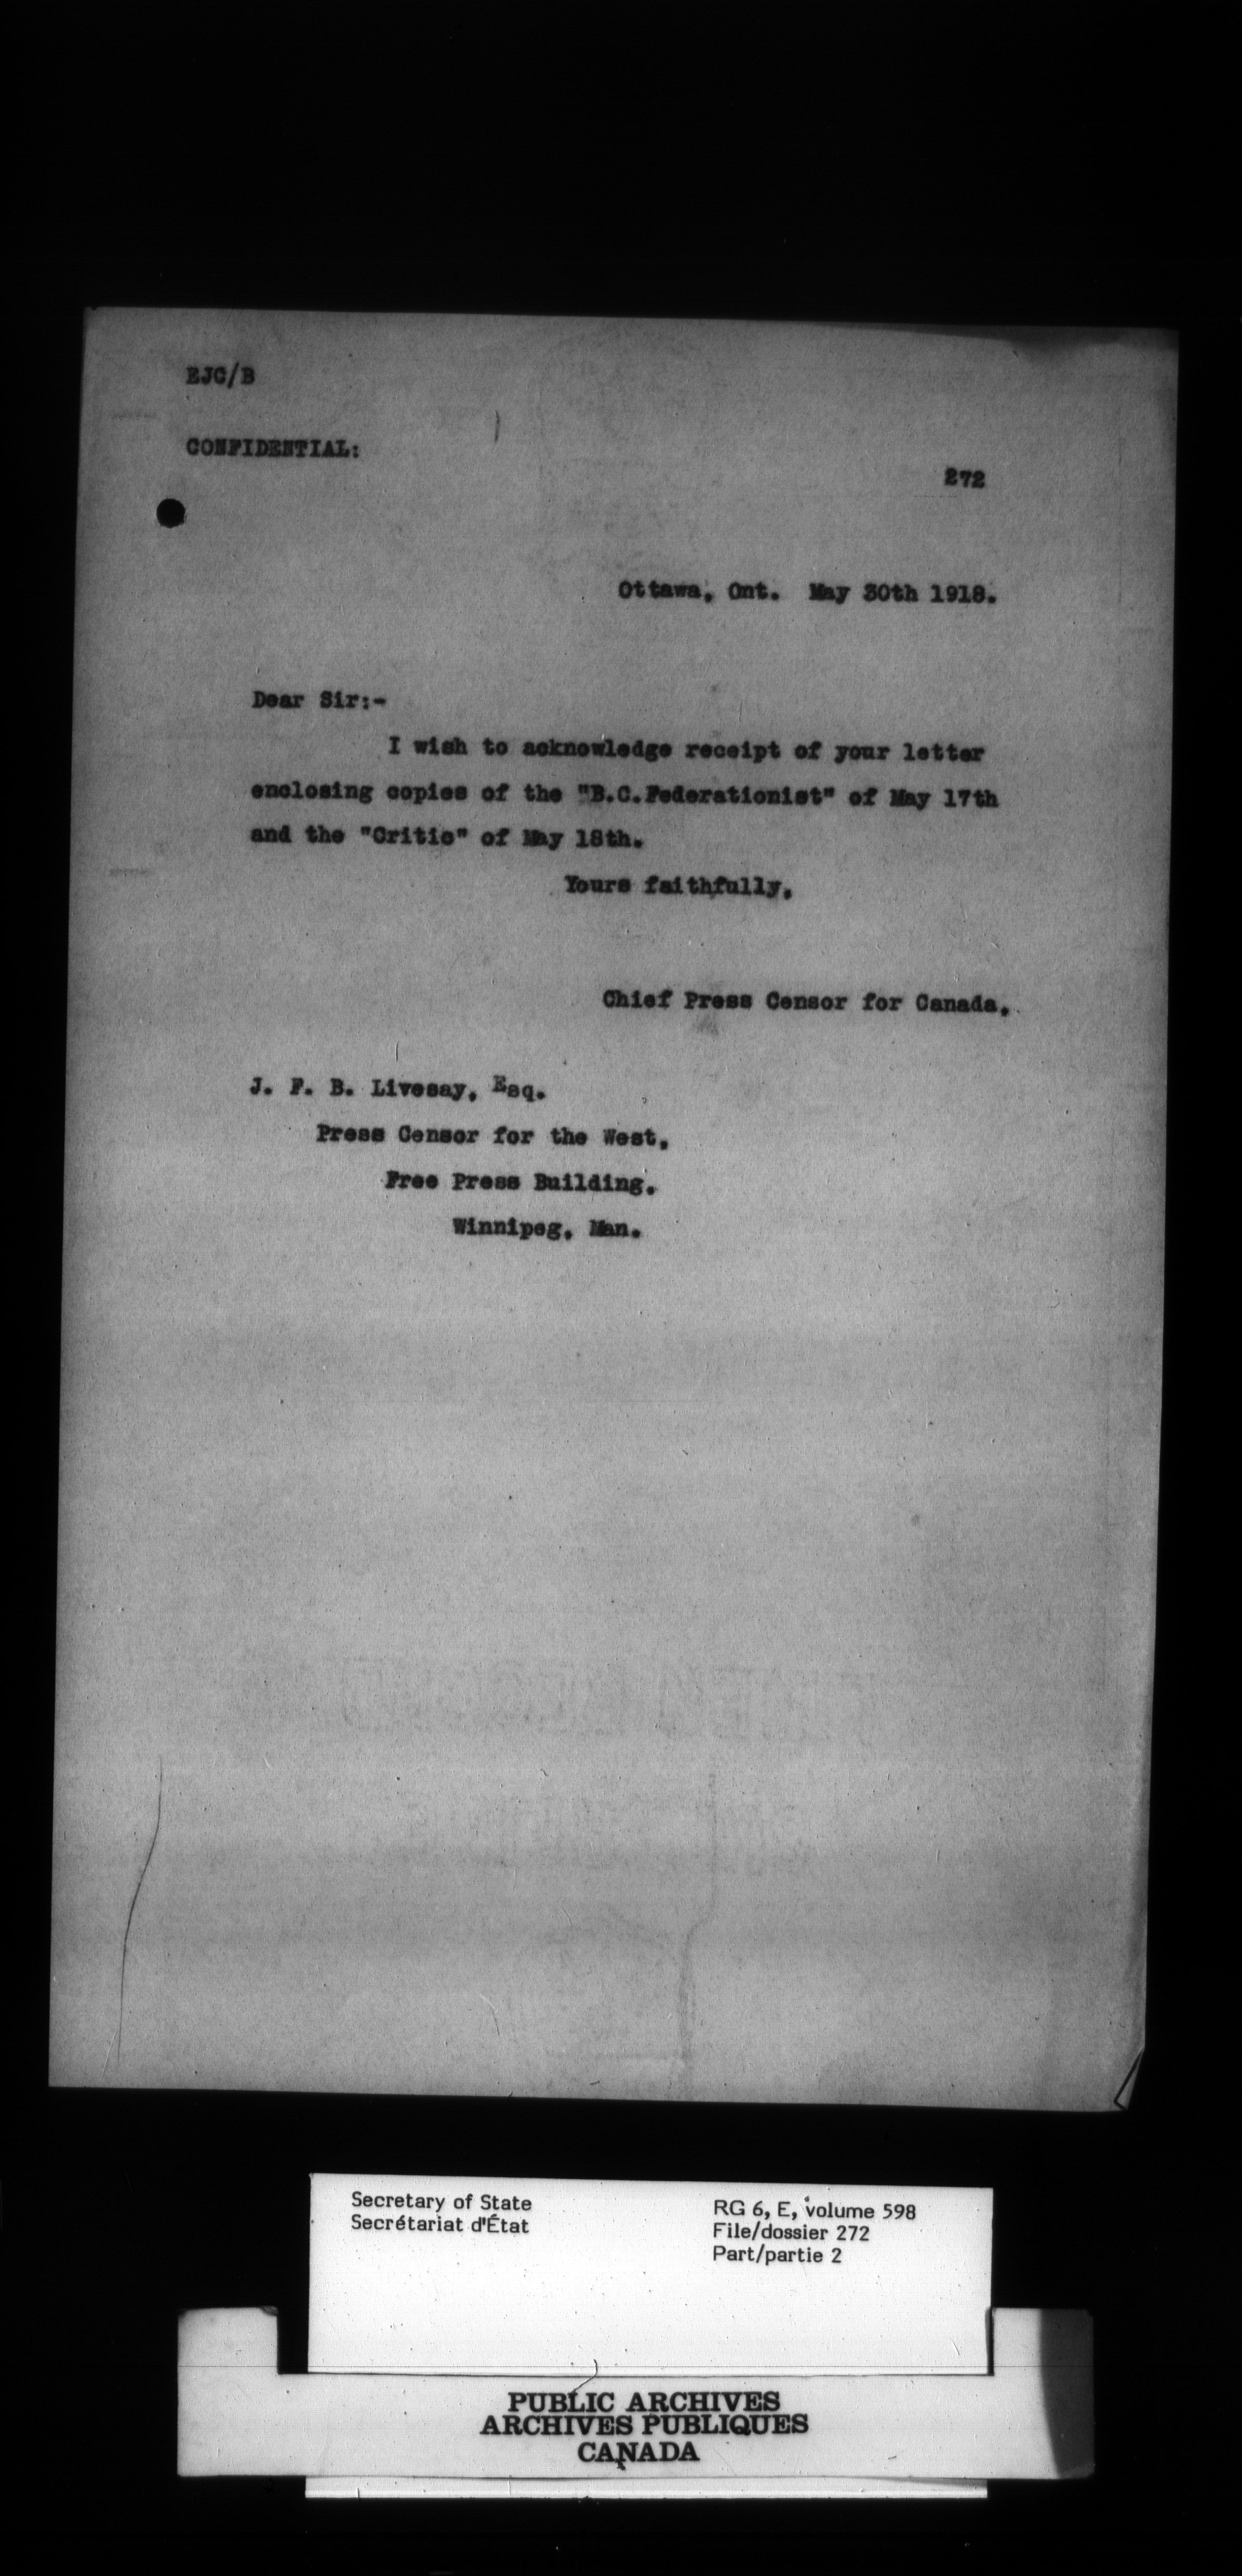 EJC/B
CONFIDENTIAL:
272
Ottawa, Ont. May 30th 1918.
Dear Sir:-
I wish to acknowledge receipt of your letter
enclosing copies of the "B.C.Federationist" of May 17th
and the "Critic" of May 18th.
Yours faithfully,
Chief Press Censor for Canada.
J. F. B. Livesay, Esq.
Press Censor for the West,
Free Press Building.
Winnipeg, Man.
Secretary of State
Secrétariat d'État
RG 6, E, volume 598
File/dossier 272
Part/partie 2
PUBLIC ARCHIVES
ARCHIVES PUBLIQUES
CANADA